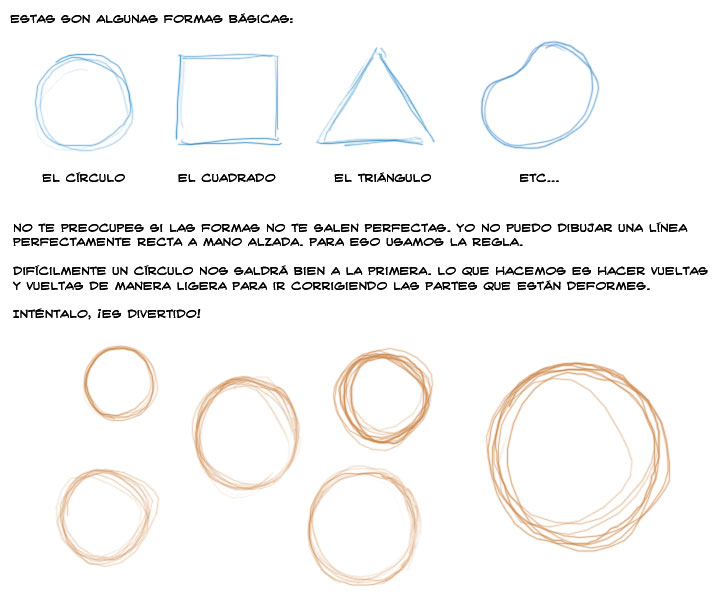 ESTAS SON ALGUNAS FORMAS BÁSICAS:
EL CÍRCULO EL CUADRADO EL TRIÁNGULO ETC...
NO TE PREOCUPES SI LAS FORMAS NO TE SALEN PERFECTAS. YO NO PUEDO DIBUJAR UNA LÍNEA
PERFECTAMENTE RECTA A MANO ALZADA. PARA ESO USAMOS LA REGLA.
DIFÍCILMENTE UN CÍRCULO NOS SALDRÁ BIEN A LA PRIMERA. LO QUE HACEMOS ES HACER VUELTAS
Y VUELTAS DE MANERA LIGERA PARA IR CORRIGIENDO LAS PARTES QUE ESTÁN DEFORMES.
INTÉNTALO, ¡ES DIVERTIDO!